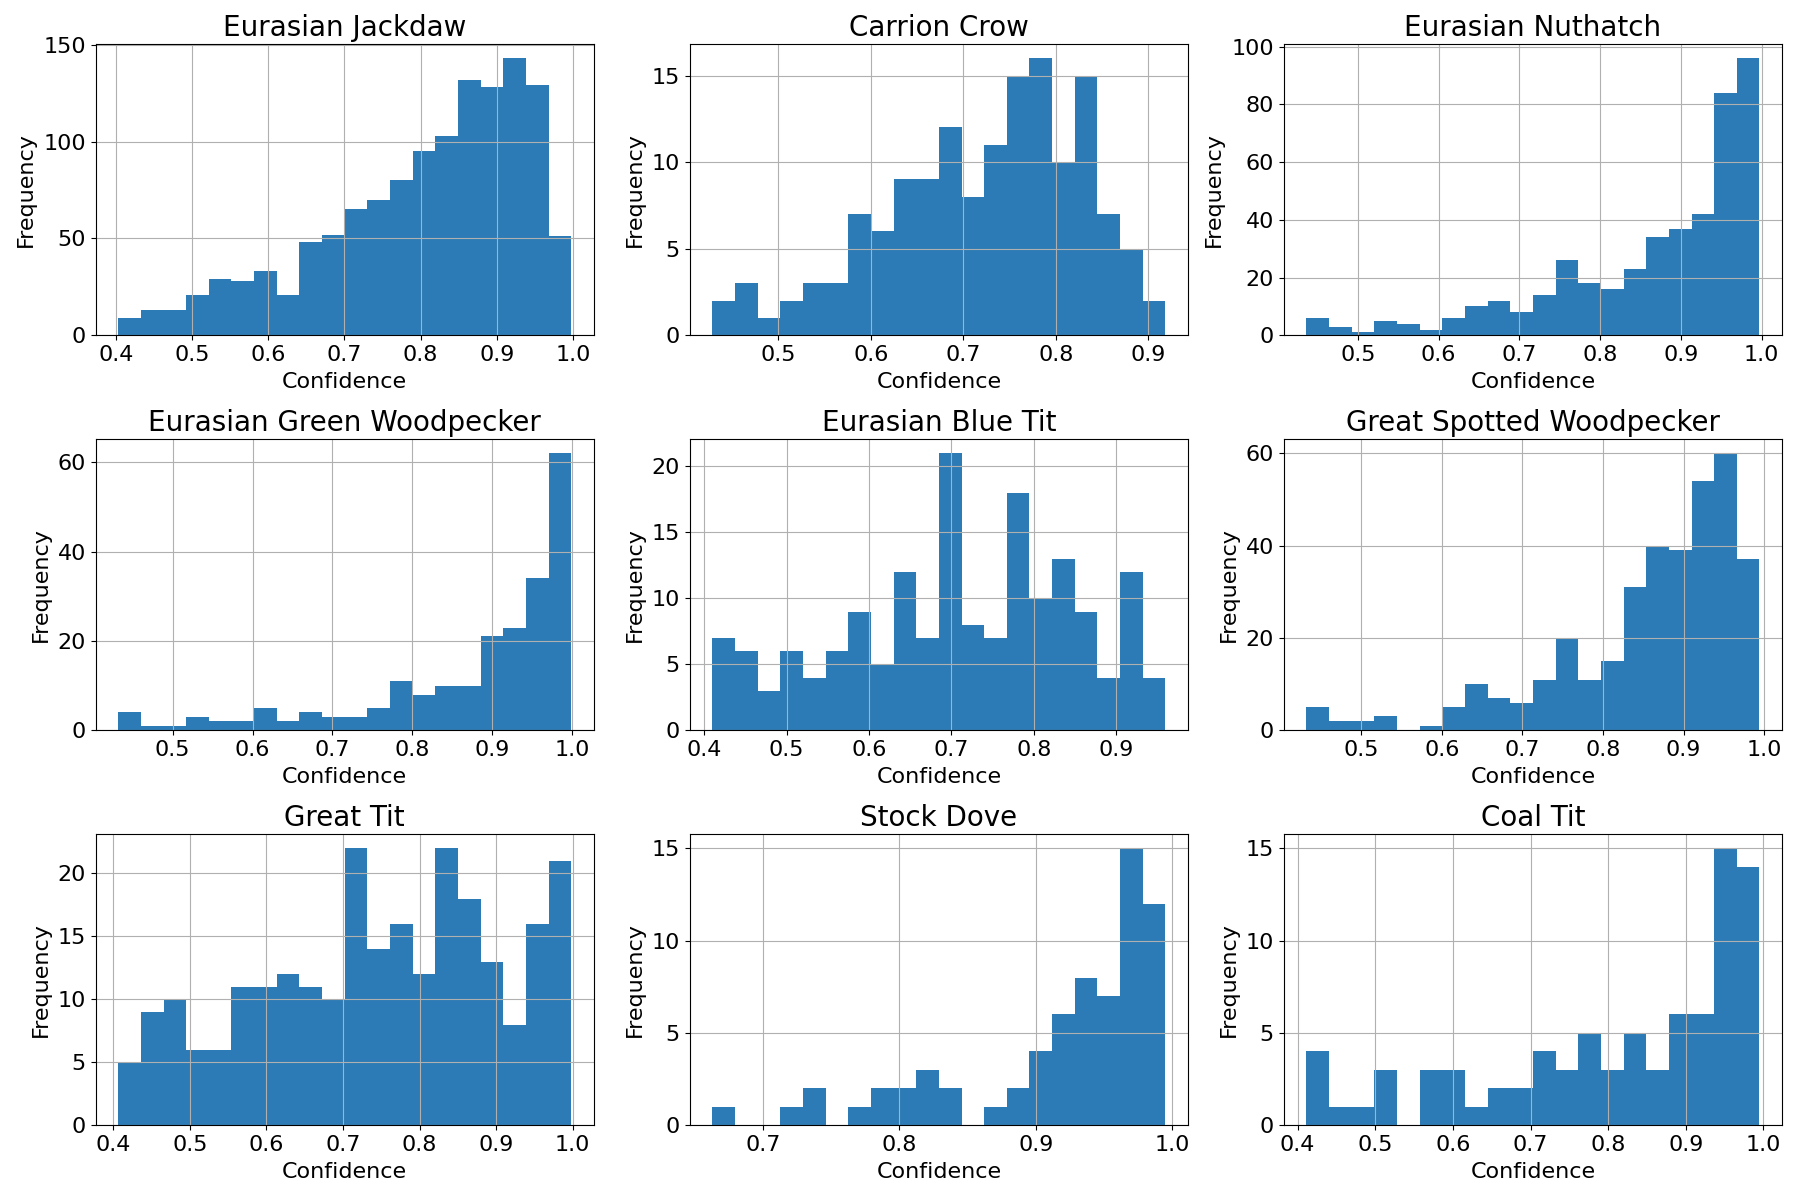 Eurasian Jackdaw
150
100
50
0
Frequency
0.4 0.5 0.6 0.7 0.8 0.9 1.0
Confidence
Carrion Crow
15
10
5
0
Frequency
0.5 0.6 0.7 0.8 0.9
Confidence
Eurasian Nuthatch
100
80
60
40
20
0
Frequency
0.5 0.6 0.7 0.8 0.9 1.0
Confidence
Eurasian Green Woodpecker
60
40
20
0
Frequency
0.5 0.6 0.7 0.8 0.9 1.0
Confidence
Eurasian Blue Tit
20
15
10
5
0
Frequency
0.4 0.5 0.6 0.7 0.8 0.9
Confidence
Great Spotted Woodpecker
60
40
20
0
Frequency
0.5 0.6 0.7 0.8 0.9 1.0
Confidence
Great Tit
20
15
10
5
0
Frequency
0.4 0.5 0.6 0.7 0.8 0.9 1.0
Confidence
Stock Dove
15
10
5
0
Frequency
0.7 0.8 0.9 1.0
Confidence
Coal Tit
15
10
5
0
Frequency
0.4 0.5 0.6 0.7 0.8 0.9 1.0
Confidence